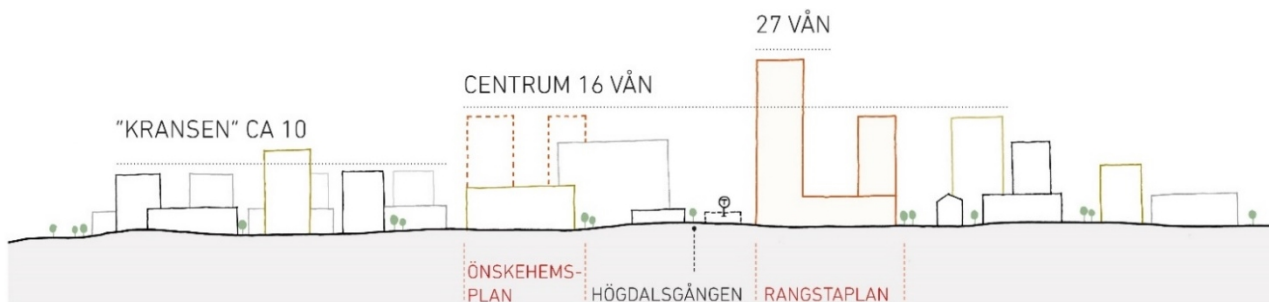 27 VÅN
CENTRUM 16 VÅN
"KRANSEN" CA 10
T
ÖNSKEHEMS-
PLAN
HÖGDALSGÅNGEN
RANGSTAPLAN